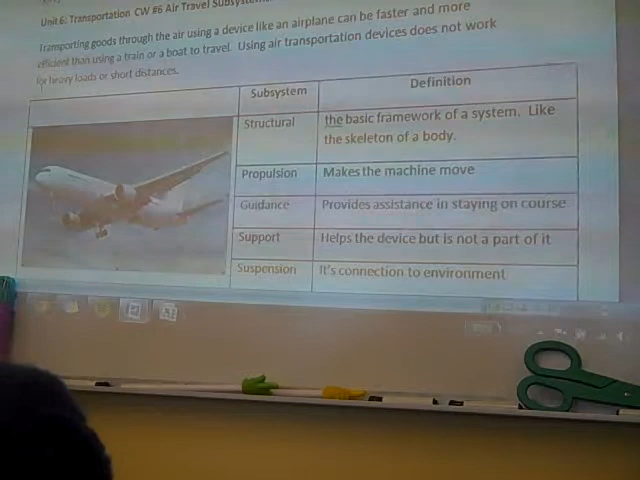 Unit 6: Transportation CW #6 Air Travel
Transporting goods through the air using a device like an airplane can be faster and more
efficient than using a train or a boat to travel. Using air transportation devices does not work
for heavy loads or short distances.
Subsystem Definition
Structural the basic framework of a system. Like
the skeleton of a body.
Propulsion Makes the machine move
Guidance Provides assistance in staying on course
Support Helps the device but is not a part of it
Suspension It's connection to environment